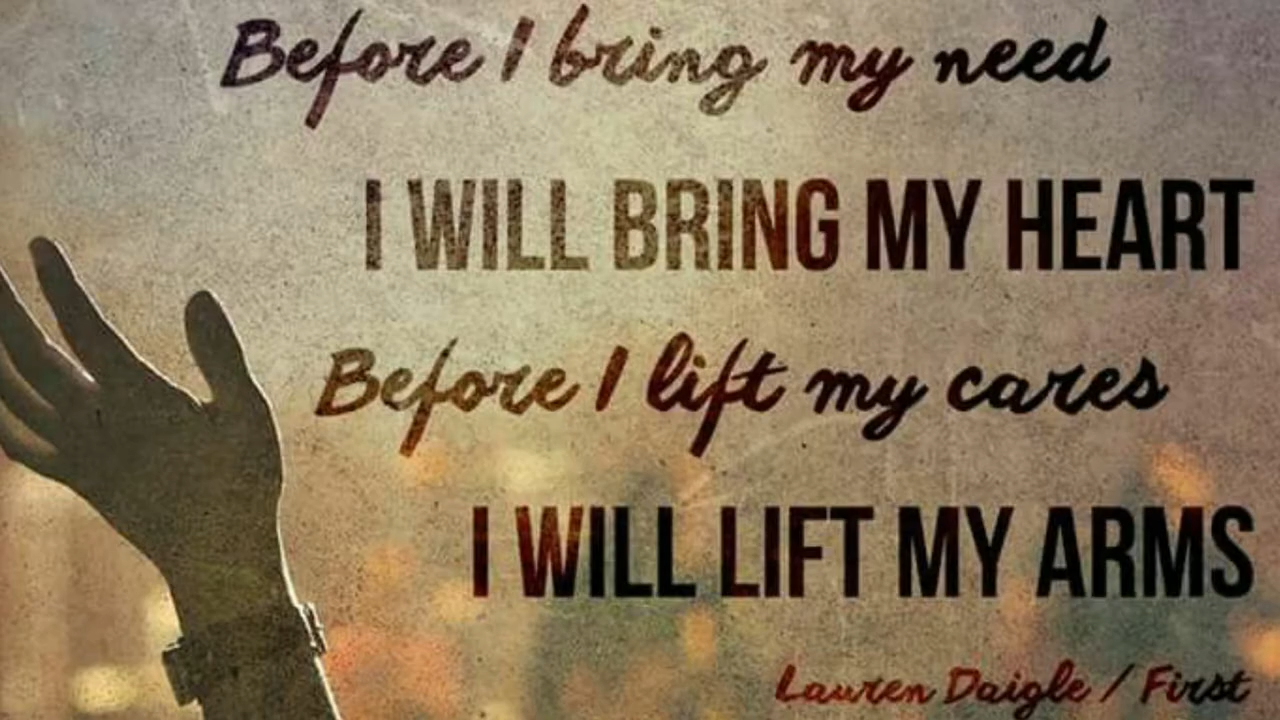 Before I bring my need
I WILL BRING MY HEART
Before I lift my cares
I WILL LIFT MY ARMS
Lauren Daigle / First